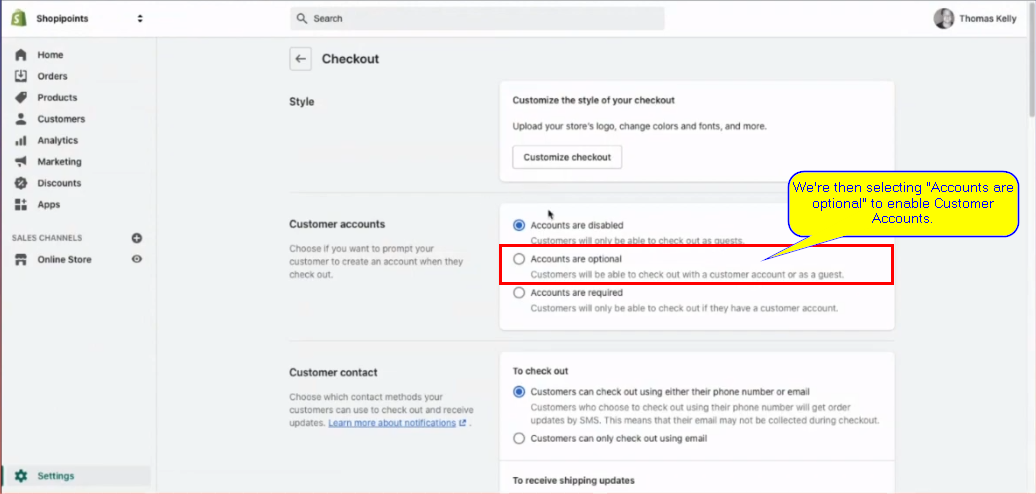 Shopipoints
Search
Thomas Kelly
Home
Orders
Products
Customers
Analytics
Marketing
Discounts
Apps
SALES CHANNELS
Online Store
Settings
Checkout
Style
Customize the style of your checkout
Upload your store's logo, change colors and fonts, and more.
Customize checkout
We're then selecting "Accounts are
optional" to enable Customer
Accounts.
Customer accounts
Choose if you want to prompt your
customer to create an account when they
check out.
Accounts are disabled
Customers will only be able to check out as guests.
Accounts are optional
Customers will be able to check out with a customer account or as a guest.
Accounts are required
Customers will only be able to check out if they have a customer account.
Customer contact
Choose which contact methods your
customers can use to check out and receive
updates. Learn more about notifications .
To check out
Customers can check out using either their phone number or email
Customers who choose to check out using their phone number will get order
updates by SMS. This means that their email may not be collected during checkout.
Customers can only check out using email
To receive shipping updates